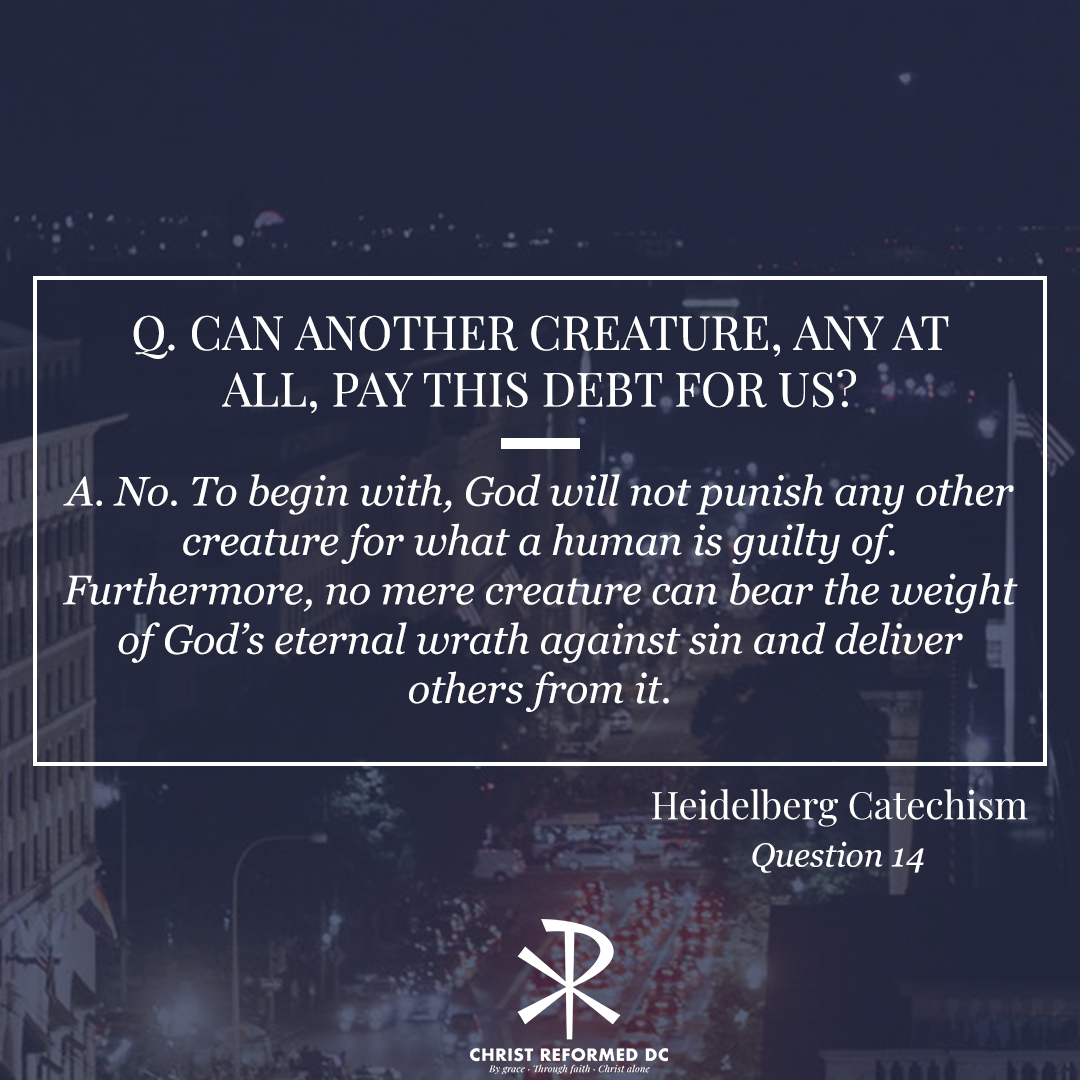 Q. CAN ANOTHER CREATURE, ANY AT
ALL, PAY THIS DEBT FOR US?
A. No. To begin with, God will not punish any other
creature for what a human is guilty of.
Furthermore, no mere creature can bear the weight
of God’s eternal wrath against sin and deliver
others from it.
Heidelberg Catechism
Question 14
CHRIST REFORMED DC
By grace · Through faith · Christ alone